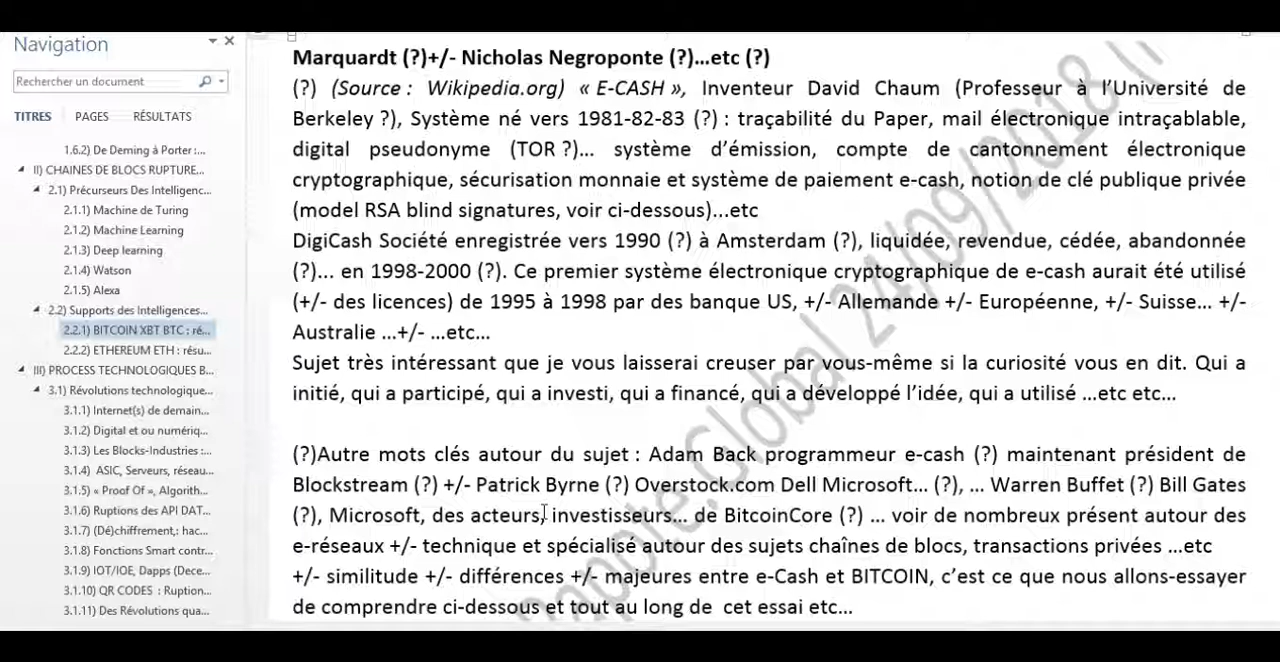 Navigation
Rechercher un document
TITRES PAGES RÉSULTATS
1.6.2) De Deming à Porter :...
II) CHAINES DE BLOCS RUPTURE...
2.1) Précurseurs Des Intelligenc...
2.1.1) Machine de Turing
2.1.2) Machine Learning
2.1.3) Deep learning
2.1.4) Watson
2.1.5) Alexa
2.2) Supports des Intelligences...
2.2.1) BITCOIN XBT BTC : ré...
2.2.2) ETHEREUM ETH : résu...
III) PROCESS TECHNOLOGIQUES B...
3.1) Révolutions technologique...
3.1.1) Internet(s) de demain...
3.1.2) Digital et ou numériq...
3.1.3) Les Blocks-Industries :...
3.1.4) ASIC, Serveurs, réseau...
3.1.5) « Proof Of », Algorith...
3.1.6) Ruptions des API DAT...
3.1.7) (Dé)chiffrement,: hac...
3.1.8) Fonctions Smart contr...
3.1.9) IOT/IOE, Dapps (Dece...
3.1.10) QR CODES : Ruption...
3.1.11) Des Révolutions qua...
Marquardt (?)+/- Nicholas Negroponte (?)...etc (?)
(?) (Source : Wikipedia.org) « E-CASH », Inventeur David Chaum (Professeur à l’Université de
Berkeley ?), Système né vers 1981-82-83 (?) : traçabilité du Paper, mail électronique intraçablable,
digital pseudonyme (TOR ?)... système d’émission, compte de cantonnement électronique
cryptographique, sécurisation monnaie et système de paiement e-cash, notion de clé publique privée
(model RSA blind signatures, voir ci-dessous)...etc
DigiCash Société enregistrée vers 1990 (?) à Amsterdam (?), liquidée, revendue, cédée, abandonnée
(?)... en 1998-2000 (?). Ce premier système électronique cryptographique de e-cash aurait été utilisé
(+/- des licences) de 1995 à 1998 par des banque US, +/- Allemande +/- Européenne, +/- Suisse... +/-
Australie ...+/- ...etc...
Sujet très intéressant que je vous laisserai creuser par vous-même si la curiosité vous en dit. Qui a
initié, qui a participé, qui a investi, qui a financé, qui a développé l’idée, qui a utilisé ...etc etc...
(?)Autre mots clés autour du sujet : Adam Back programmeur e-cash (?) maintenant président de
Blockstream (?) +/- Patrick Byrne (?) Overstock.com Dell Microsoft... (?), ... Warren Buffet (?) Bill Gates
(?), Microsoft, des acteurs, investisseurs... de BitcoinCore (?) ... voir de nombreux présent autour des
e-réseaux +/- technique et spécialisé autour des sujets chaînes de blocs, transactions privées ...etc
+/- similitude +/- différences +/- majeures entre e-Cash et BITCOIN, c’est ce que nous allons-essayer
de comprendre ci-dessous et tout au long de cet essai etc...